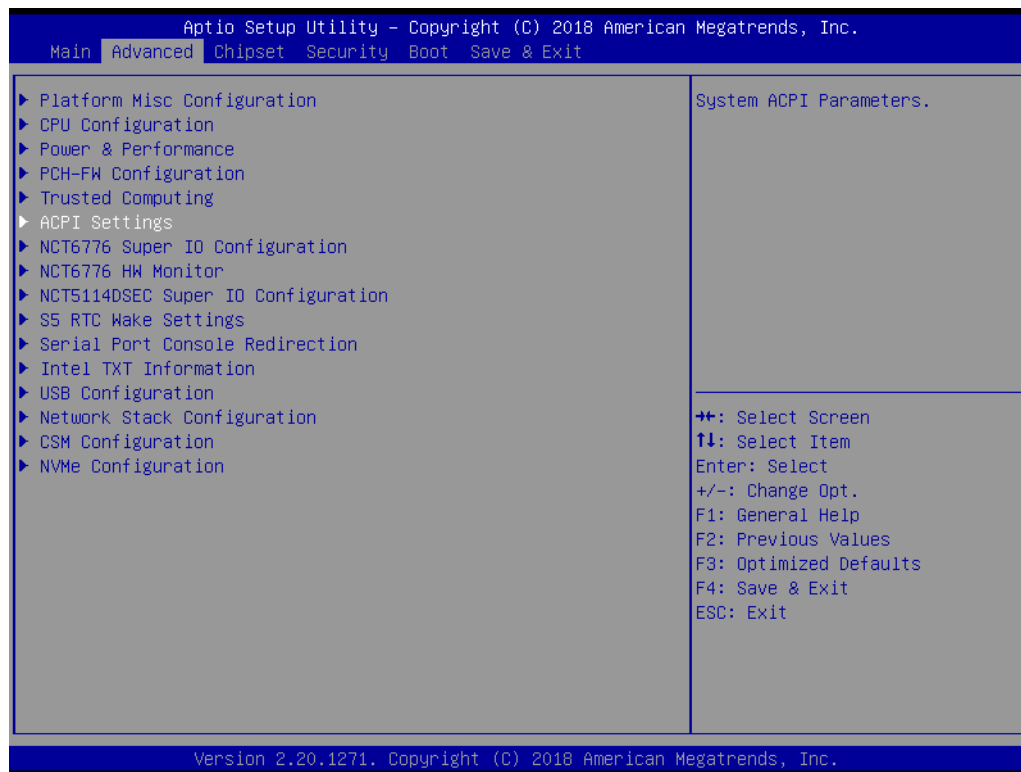 Aptio Setup Utility – Copyright (C) 2018 American Megatrends, Inc.
Main Advanced Chipset Security Boot Save & Exit
▶ Platform Misc Configuration
▶ CPU Configuration
▶ Power & Performance
▶ PCH-FW Configuration
▶ Trusted Computing
▶ ACPI Settings
▶ NCT6776 Super IO Configuration
▶ NCT6776 HW Monitor
▶ NCT5114DSEC Super IO Configuration
▶ S5 RTC Wake Settings
▶ Serial Port Console Redirection
▶ Intel TXT Information
▶ USB Configuration
▶ Network Stack Configuration
▶ CSM Configuration
▶ NVMe Configuration
System ACPI Parameters.
→←: Select Screen
↑↓: Select Item
Enter: Select
+/-: Change Opt.
F1: General Help
F2: Previous Values
F3: Optimized Defaults
F4: Save & Exit
ESC: Exit
Version 2.20.1271. Copyright (C) 2018 American Megatrends, Inc.